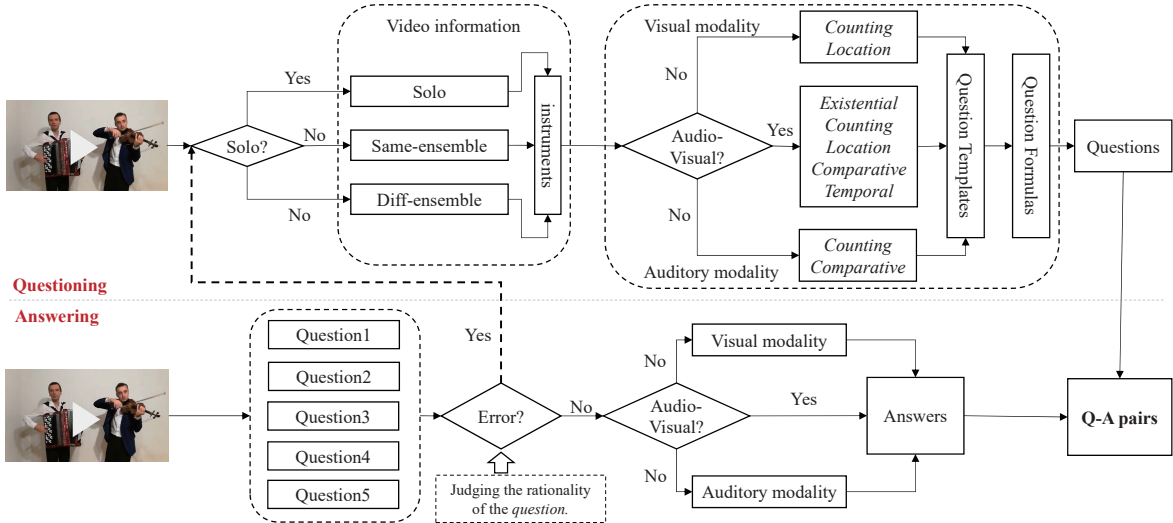 Video information
Yes
Solo
Solo?
No
Same-ensemble
No
Diff-ensemble
instruments
Visual modality
Counting
Location
No
Audio-
Visual?
Yes
Existential
Counting
Location
Comparative
Temporal
No
Auditory modality
Counting
Comparative
Question Templates
Question Formulas
Questions
Questioning
Answering
Question1
Question2
Question3
Question4
Question5
Yes
Error?
No
Judging the rationality
of the question.
Audio-
Visual?
No
Visual modality
Yes
No
Auditory modality
Answers
Q-A pairs